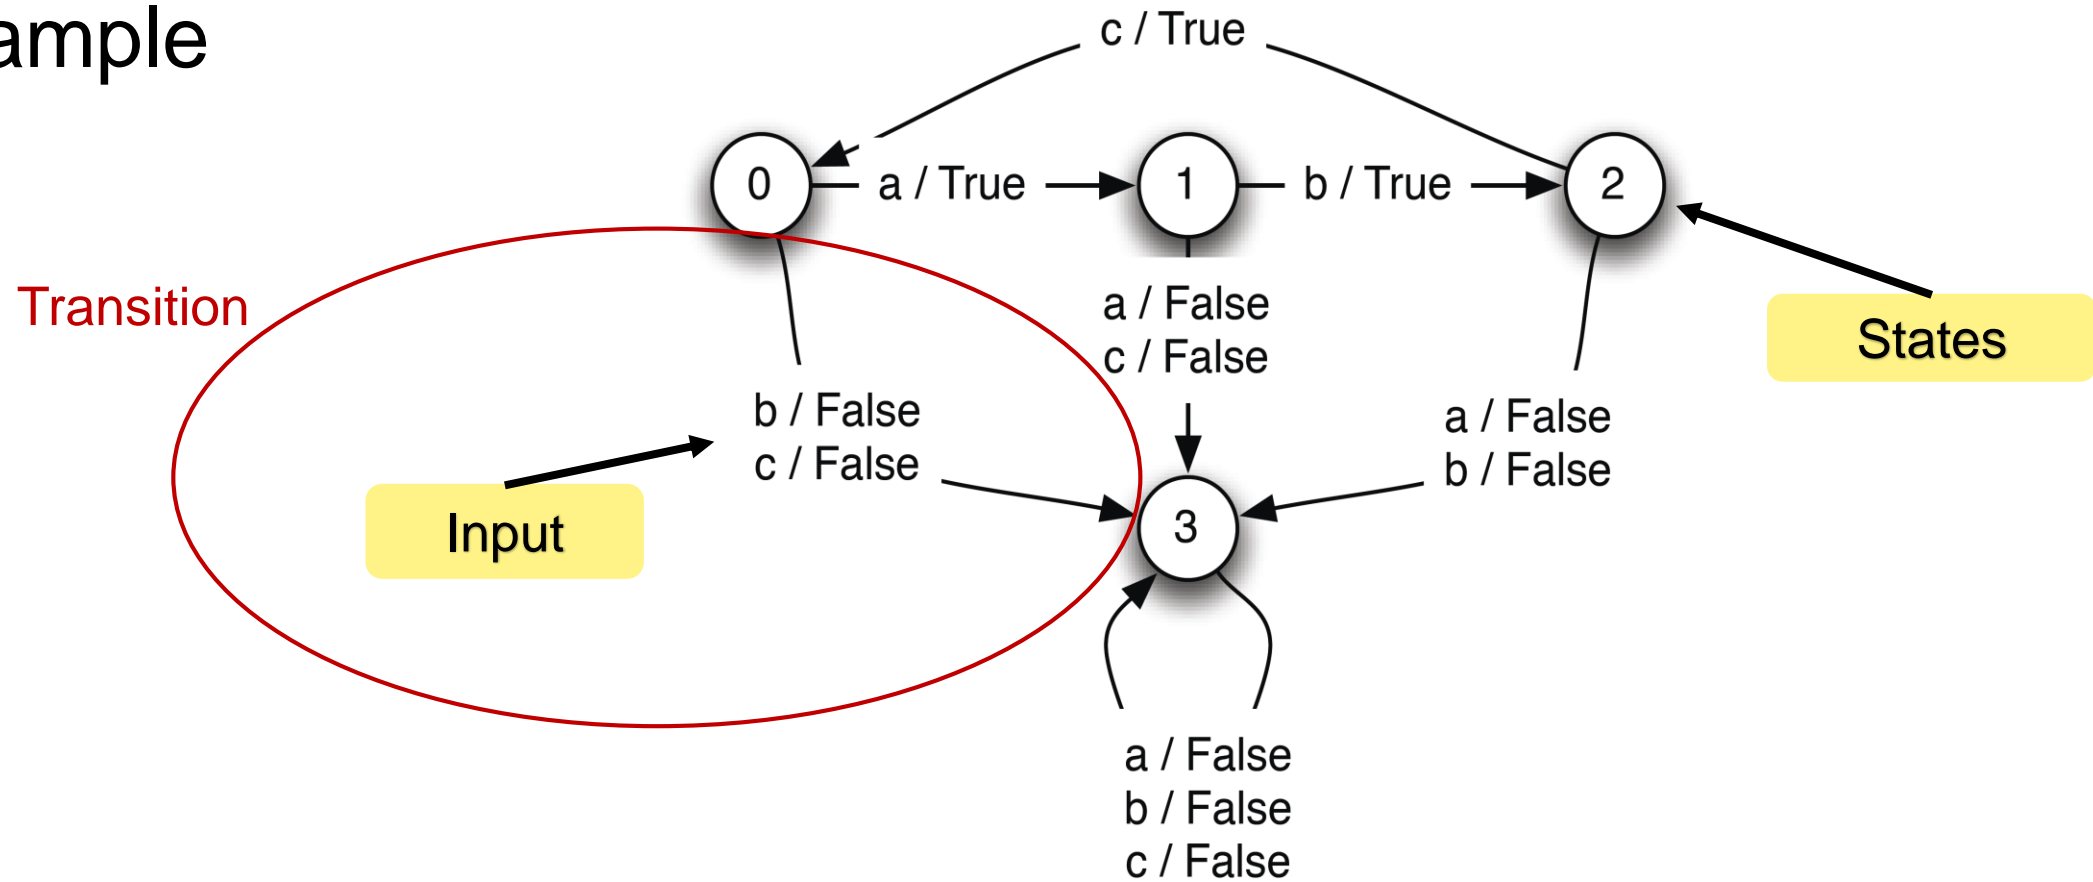 ample
c / True
0
a / True
1
b / True
2
Transition
a / False
c / False
States
b / False
c / False
a / False
b / False
Input
3
a / False
b / False
c / False